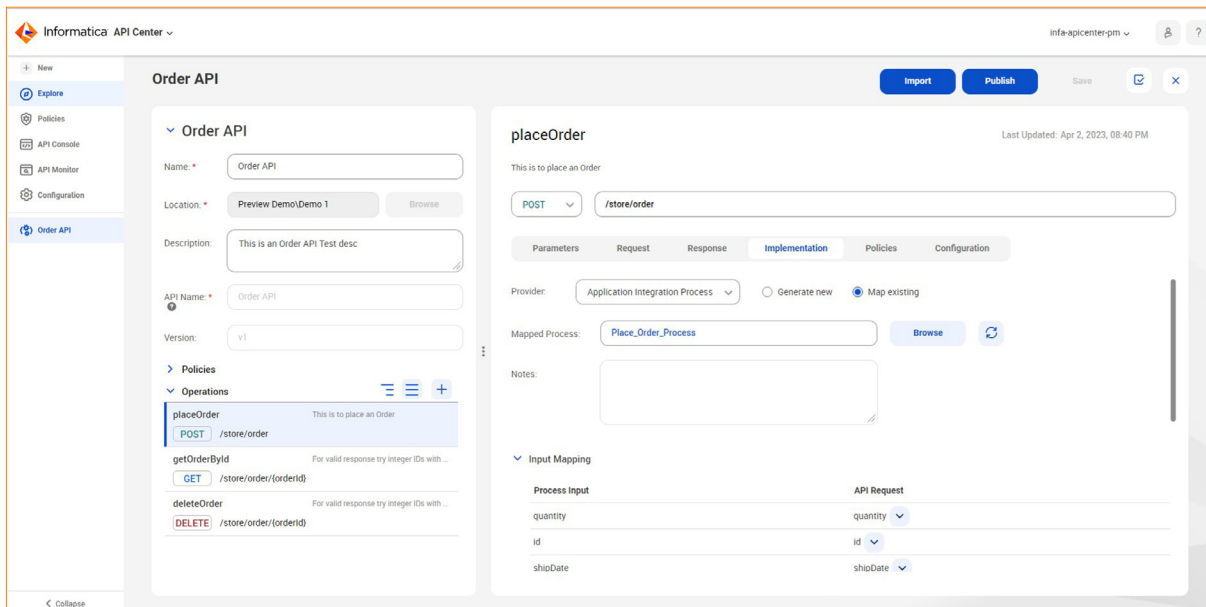 Informatica API Center
infa-apicenter-pm
?
+ New
Explore
Policies
API Console
API Monitor
Configuration
Order API
Collapse
Order API
Import
Publish
Save
Order API
Name: *
Order API
Location: *
Preview Demo\Demo 1
Browse
Description:
This is an Order API Test desc
API Name: *
Order API
Version:
v1
Policies
Operations
placeOrder
This is to place an Order
POST
/store/order
getOrderById
For valid response try integer IDs with ...
GET
/store/order/{orderId}
deleteOrder
For valid response try integer IDs with ...
DELETE
/store/order/{orderId}
placeOrder
Last Updated: Apr 2, 2023, 08:40 PM
This is to place an Order
POST
/store/order
Parameters Request Response Implementation Policies Configuration
Provider:
Application Integration Process
Generate new
Map existing
Mapped Process:
Place_Order_Process
Browse
Notes:
Input Mapping
Process Input API Request
quantity quantity
id id
shipDate shipDate